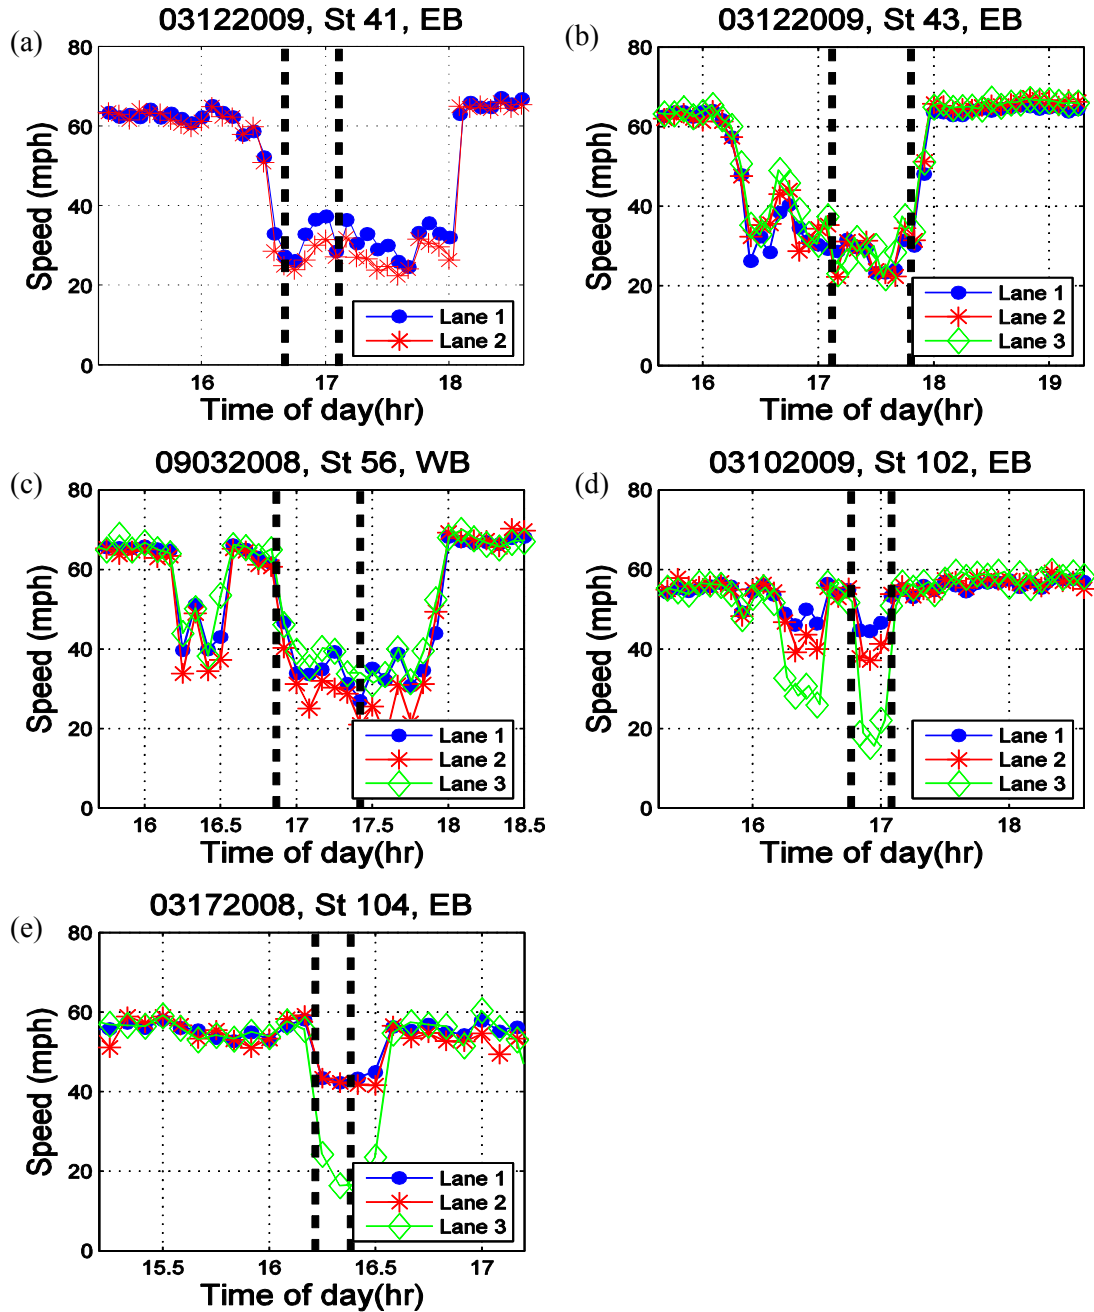 (a)
03122009, St 41, EB
Speed (mph)
80
60
40
20
0
16
17
18
Time of day(hr)
Lane 1
Lane 2
(b)
03122009, St 43, EB
Speed (mph)
80
60
40
20
0
16
17
18
19
Time of day(hr)
Lane 1
Lane 2
Lane 3
(c)
09032008, St 56, WB
Speed (mph)
80
60
40
20
0
16
16.5
17
17.5
18
18.5
Time of day(hr)
Lane 1
Lane 2
Lane 3
(d)
03102009, St 102, EB
Speed (mph)
80
60
40
20
0
16
17
18
Time of day(hr)
Lane 1
Lane 2
Lane 3
(e)
03172008, St 104, EB
Speed (mph)
80
60
40
20
0
15.5
16
16.5
17
Time of day(hr)
Lane 1
Lane 2
Lane 3